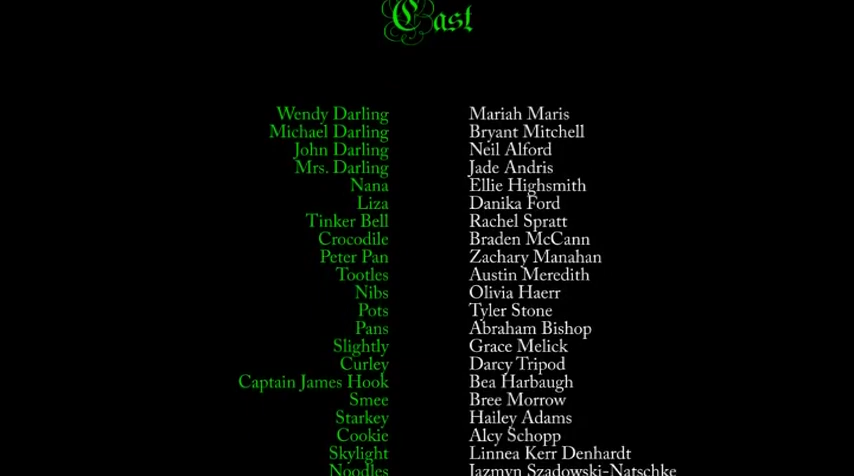 Cast
Wendy Darling Mariah Maris
Michael Darling Bryant Mitchell
John Darling Neil Alford
Mrs. Darling Jade Andris
Nana Ellie Highsmith
Liza Danika Ford
Tinker Bell Rachel Spratt
Crocodile Braden McCann
Peter Pan Zachary Manahan
Tootles Austin Meredith
Nibs Olivia Haerr
Pots Tyler Stone
Pans Abraham Bishop
Slightly Grace Melick
Curley Darcy Tripod
Captain James Hook Bea Harbaugh
Smee Bree Morrow
Starkey Hailey Adams
Cookie Alcy Schopp
Skylight Linnea Kerr Denhardt
Noodles Jazmyn Szadowski-Natschke